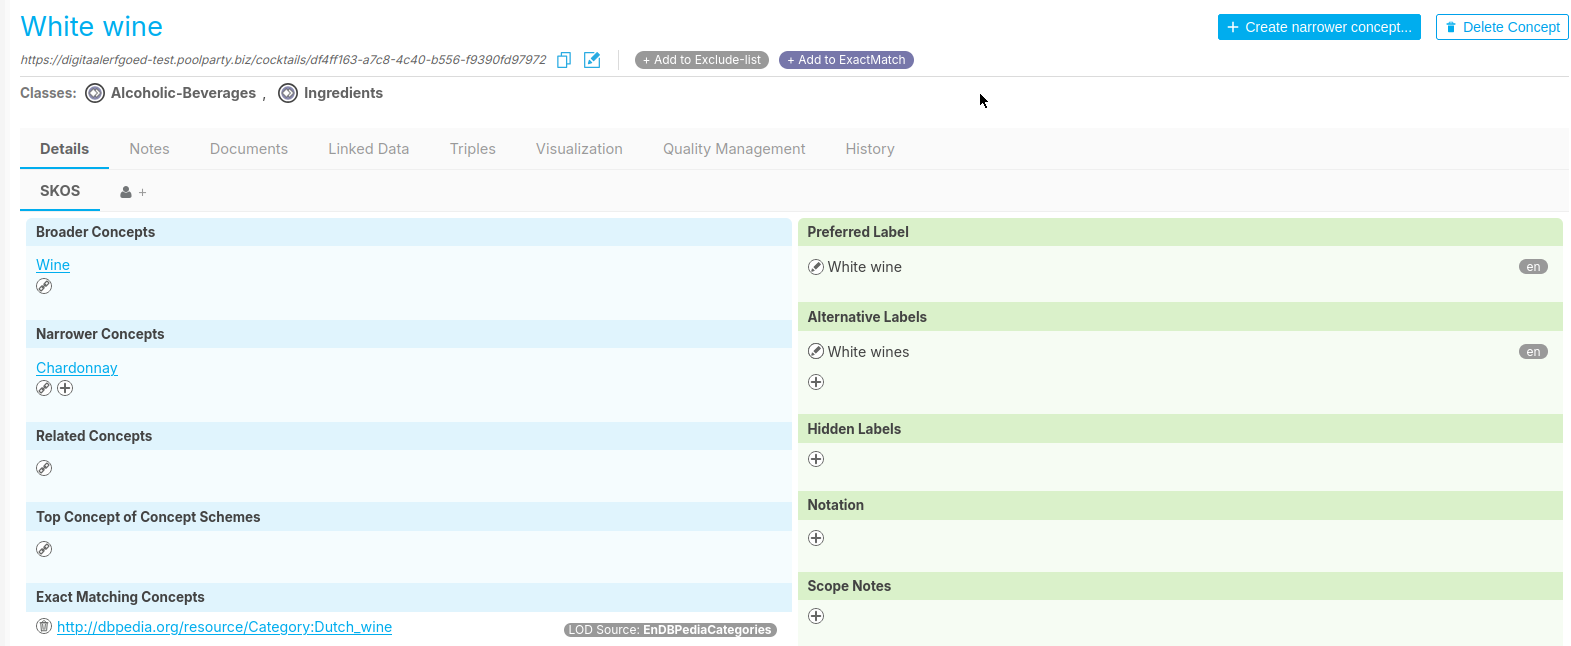 White wine
+ Create narrower concept...
Delete Concept
https://digitaalerfgoed-test.poolparty.biz/cocktails/df4ff163-a7c8-4c40-b556-f9390fd97972
+ Add to Exclude-list
+ Add to ExactMatch
Classes: Alcoholic-Beverages , Ingredients
Details Notes Documents Linked Data Triples Visualization Quality Management History
SKOS +
Broader Concepts
Wine
Narrower Concepts
Chardonnay
Related Concepts
Top Concept of Concept Schemes
Exact Matching Concepts
http://dbpedia.org/resource/Category:Dutch_wine
LOD Source: EnDBPediaCategories
Preferred Label
White wine en
Alternative Labels
White wines en
Hidden Labels
Notation
Scope Notes